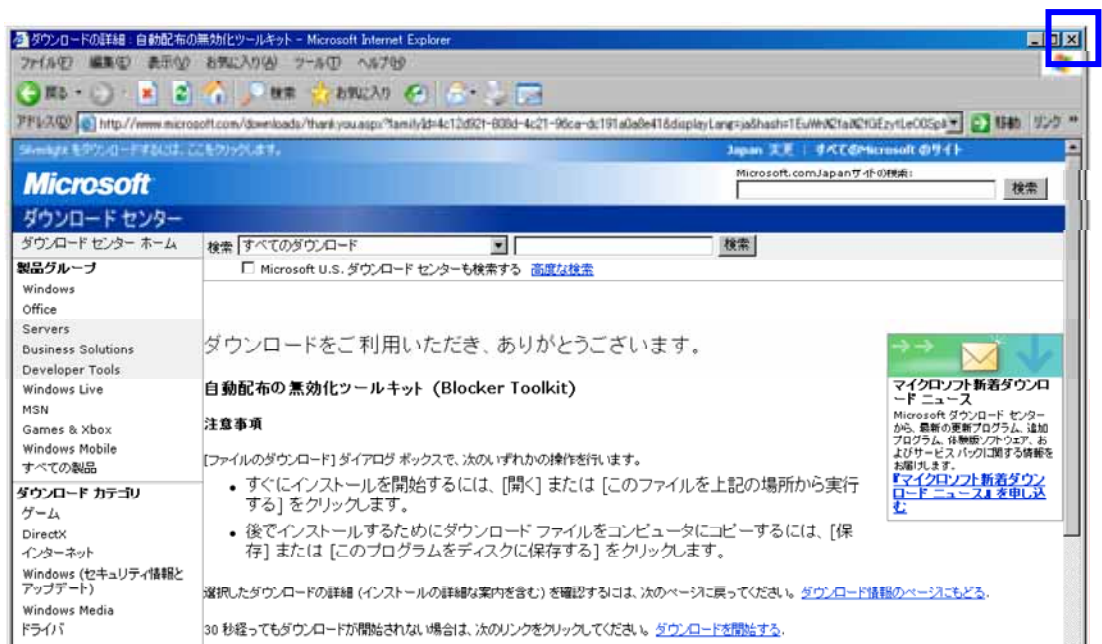 ダウンロードの詳細 : 自動配布の無効化ツールキット - Microsoft Internet Explorer
ファイル(F) 編集(E) 表示(V) お気に入り(A) ツール(T) ヘルプ(H)
戻る 検索 お気に入り
アドレス(D) 移動 リンク »
Silverlight をダウンロードするには、ここをクリックします。 Japan 変更 | すべてのMicrosoft のサイト
Microsoft
Microsoft.comJapanサイトの検索:
検索
ダウンロード センター
ダウンロード センター ホーム
検索 すべてのダウンロード 検索
Microsoft U.S. ダウンロード センターも検索する 高度な検索
製品グループ
Windows
Office
Servers
Business Solutions
Developer Tools
Windows Live
MSN
Games & Xbox
Windows Mobile
すべての製品
ダウンロード カテゴリ
ゲーム
DirectX
インターネット
Windows (セキュリティ情報と
アップデート)
Windows Media
ドライバ
ダウンロードをご利用いただき、ありがとうございます。
自動配布の無効化ツールキット (Blocker Toolkit)
注意事項
[ファイルのダウンロード] ダイアログ ボックスで、次のいずれかの操作を行います。
• すぐにインストールを開始するには、[開く] または [このファイルを上記の場所から実行
する] をクリックします。
• 後でインストールするためにダウンロード ファイルをコンピュータにコピーするには、[保
存] または [このプログラムをディスクに保存する] をクリックします。
選択したダウンロードの詳細 (インストールの詳細な案内を含む) を確認するには、次のページに戻ってください。ダウンロード情報のページにもどる.
30 秒経ってもダウンロードが開始されない場合は、次のリンクをクリックしてください。ダウンロードを開始する.
マイクロソフト新着ダウンロ
ード ニュース
Microsoft ダウンロード センター
から、最新の更新プログラム、追加
プログラム、体験版ソフトウェア、お
よびサービス パックに関する情報を
お届けします。
『マイクロソフト新着ダウン
ロード ニュース』を申し込
む